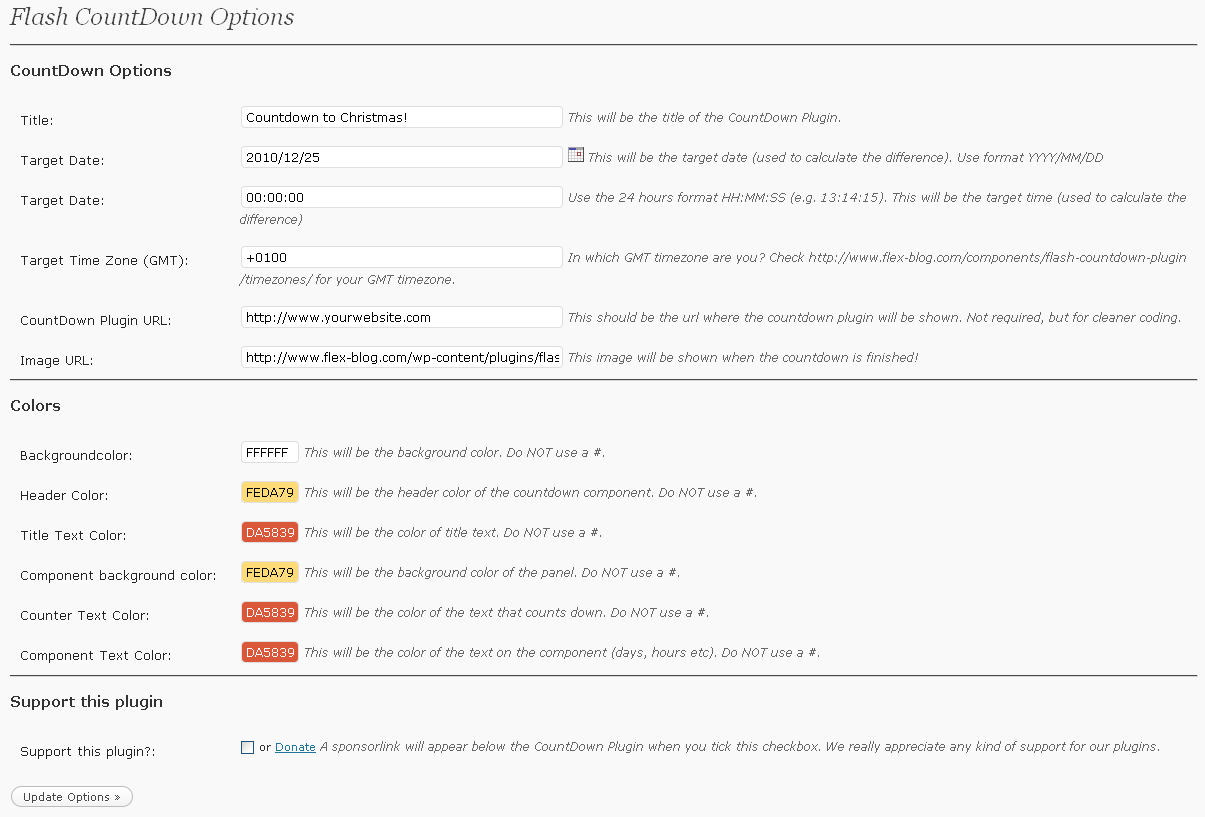 Flash CountDown Options
CountDown Options
Title: Countdown to Christmas! This will be the title of the CountDown Plugin.
Target Date: 2010/12/25 This will be the target date (used to calculate the difference). Use format YYYY/MM/DD
Target Date: 00:00:00 Use the 24 hours format HH:MM:SS (e.g. 13:14:15). This will be the target time (used to calculate the
difference)
Target Time Zone (GMT): +0100 In which GMT timezone are you? Check http://www.flex-blog.com/components/flash-countdown-plugin
/timezones/ for your GMT timezone.
CountDown Plugin URL: http://www.yourwebsite.com This should be the url where the countdown plugin will be shown. Not required, but for cleaner coding.
Image URL: http://www.flex-blog.com/wp-content/plugins/flas This image will be shown when the countdown is finished!
Colors
Backgroundcolor: FFFFFF This will be the background color. Do NOT use a #.
Header Color: FEDA79 This will be the header color of the countdown component. Do NOT use a #.
Title Text Color: DA5839 This will be the color of title text. Do NOT use a #.
Component background color: FEDA79 This will be the background color of the panel. Do NOT use a #.
Counter Text Color: DA5839 This will be the color of the text that counts down. Do NOT use a #.
Component Text Color: DA5839 This will be the color of the text on the component (days, hours etc). Do NOT use a #.
Support this plugin
Support this plugin?: or Donate A sponsorlink will appear below the CountDown Plugin when you tick this checkbox. We really appreciate any kind of support for our plugins.
Update Options »